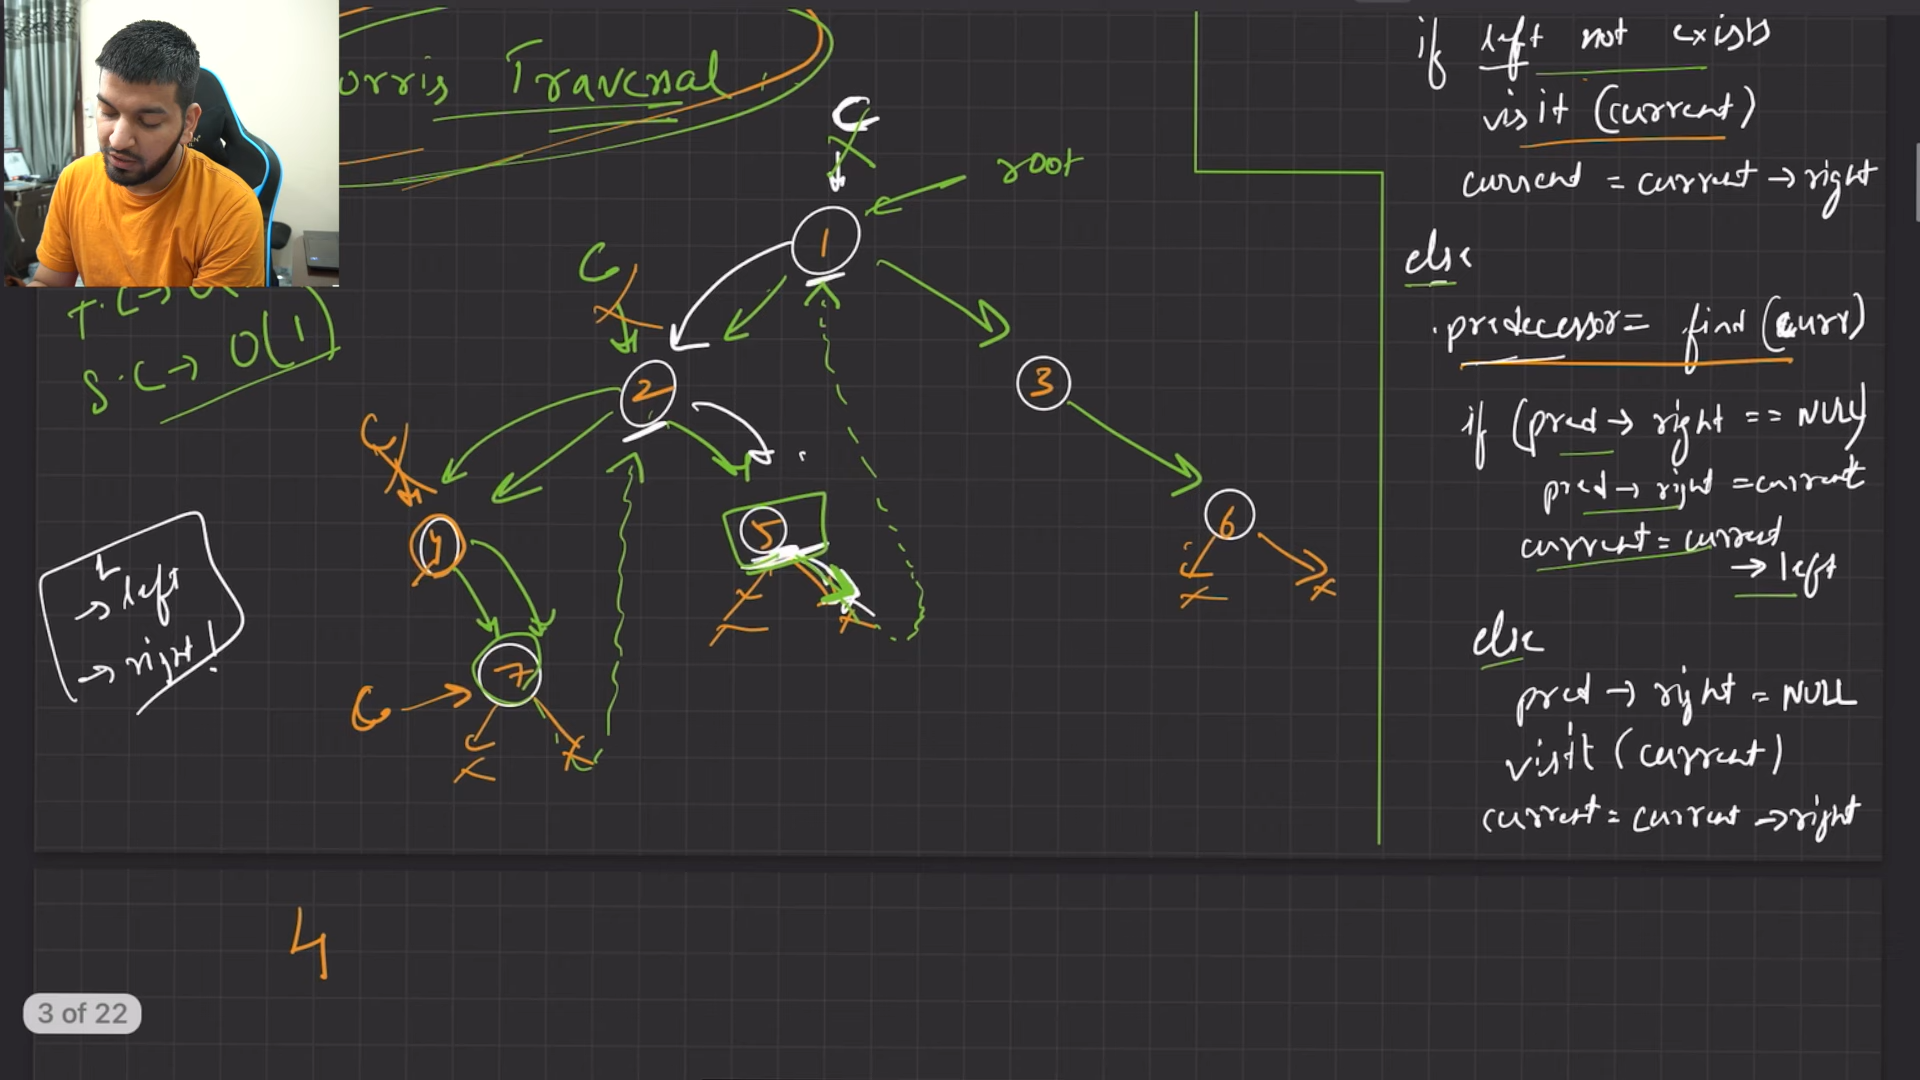 orris Traversal
T.C→ O(
S.C→ O(1)
C
root
1
C
2
3
C
4
5
6
L
→ left
→ right!
7
C
4
if left not exists
visit (current)
current = current → right
else
predecessor = find (curr)
if (pred → right == NULL)
pred → right = current
current = current
→ left
else
pred → right = NULL
visit (current)
current = current → right
3 of 22